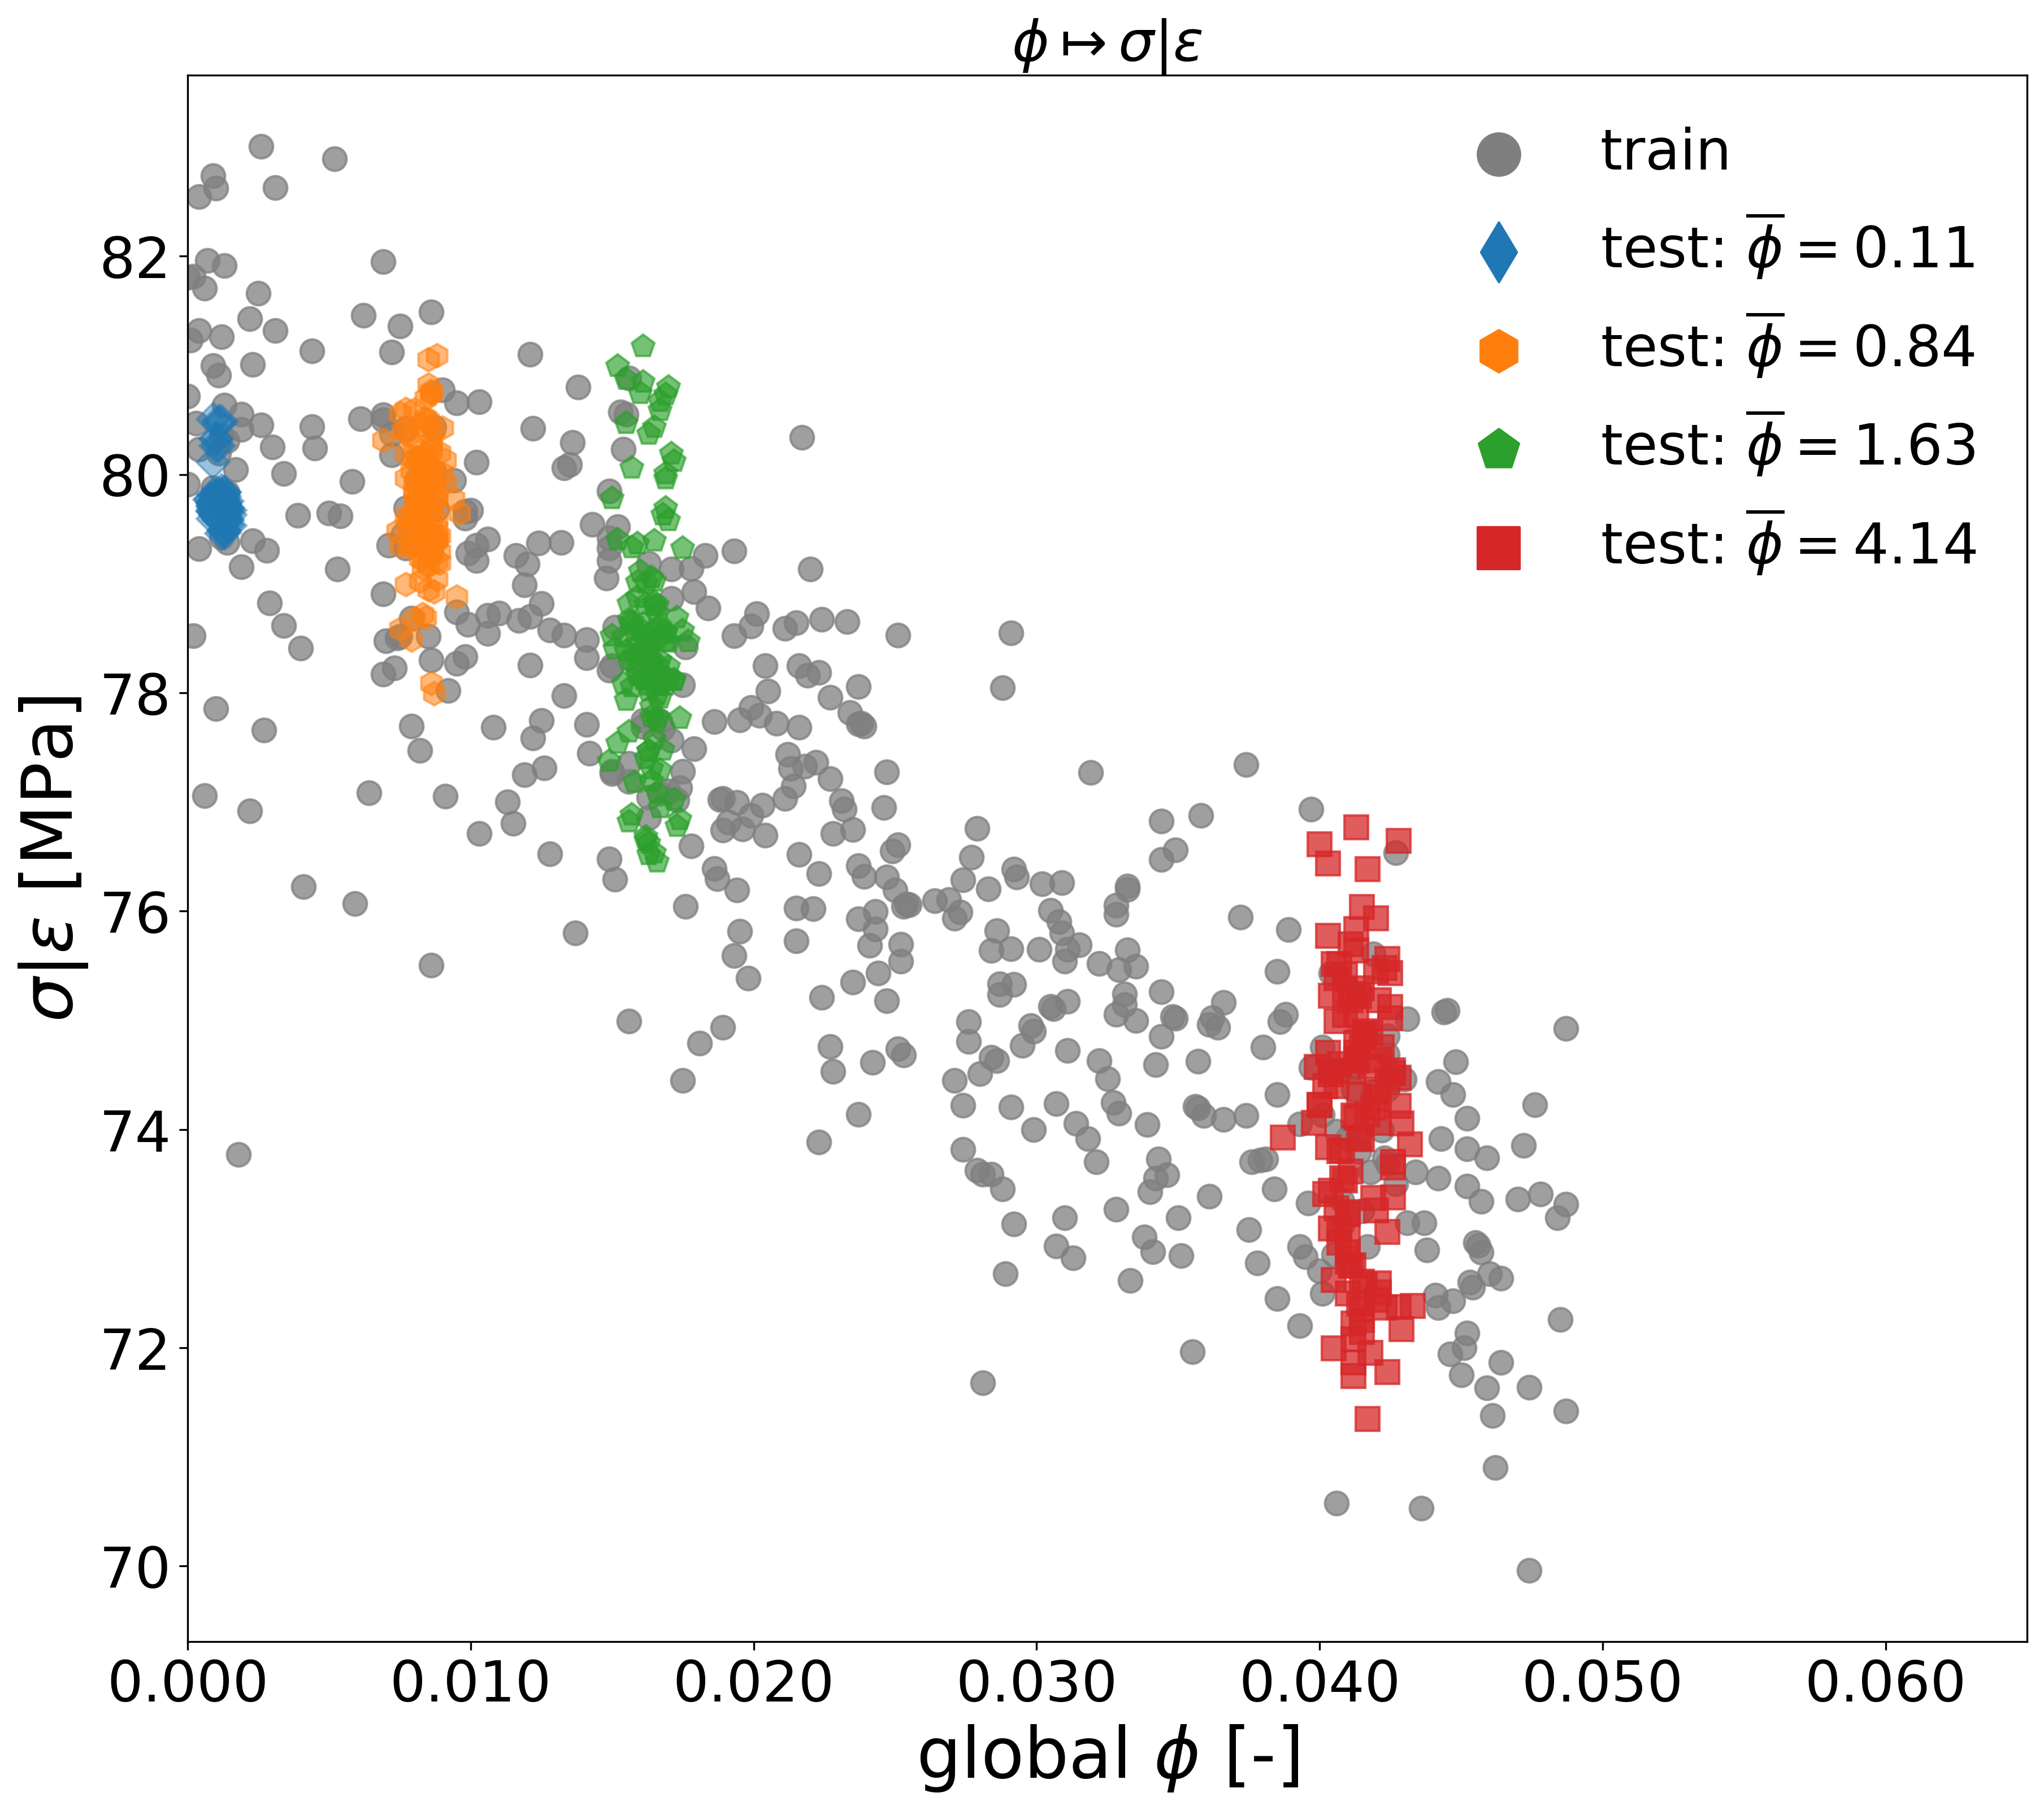 ϕ ↦ σ|ε
train
test: ϕ̅ = 0.11
test: ϕ̅ = 0.84
test: ϕ̅ = 1.63
test: ϕ̅ = 4.14
σ|ε [MPa]
82
80
78
76
74
72
70
0.000 0.010 0.020 0.030 0.040 0.050 0.060
global ϕ [-]